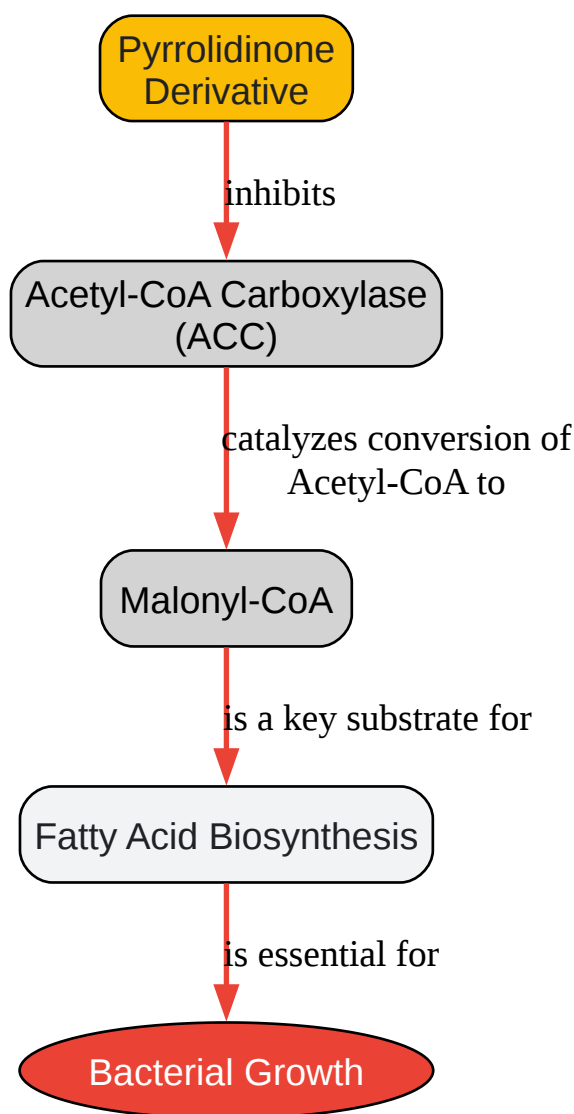 Pyrrolidinone
Derivative
inhibits
Acetyl-CoA Carboxylase
(ACC)
catalyzes conversion of
Acetyl-CoA to
Malonyl-CoA
is a key substrate for
Fatty Acid Biosynthesis
is essential for
Bacterial Growth